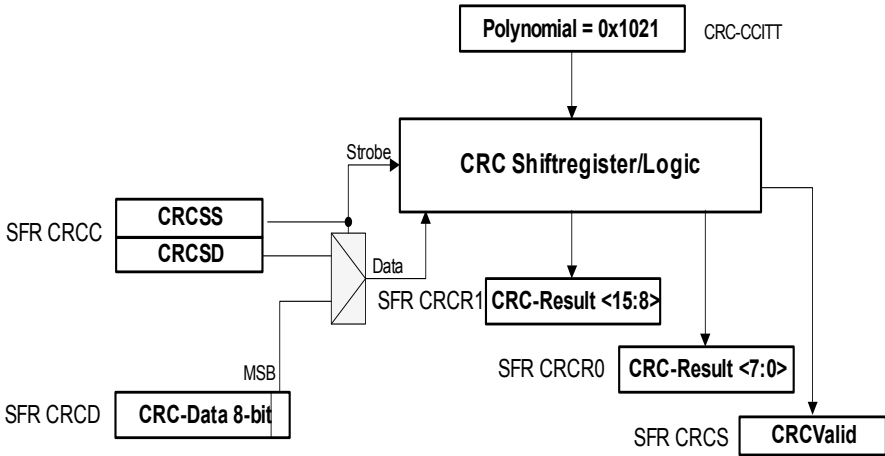 Polynomial = 0x1021
CRC-CCITT
Strobe
CRC Shiftregister/Logic
SFR CRCC
CRCSS
CRCSD
Data
SFR CRCR1
CRC-Result <15:8>
SFR CRCR0
CRC-Result <7:0>
MSB
SFR CRCD
CRC-Data 8-bit
SFR CRCS
CRCValid